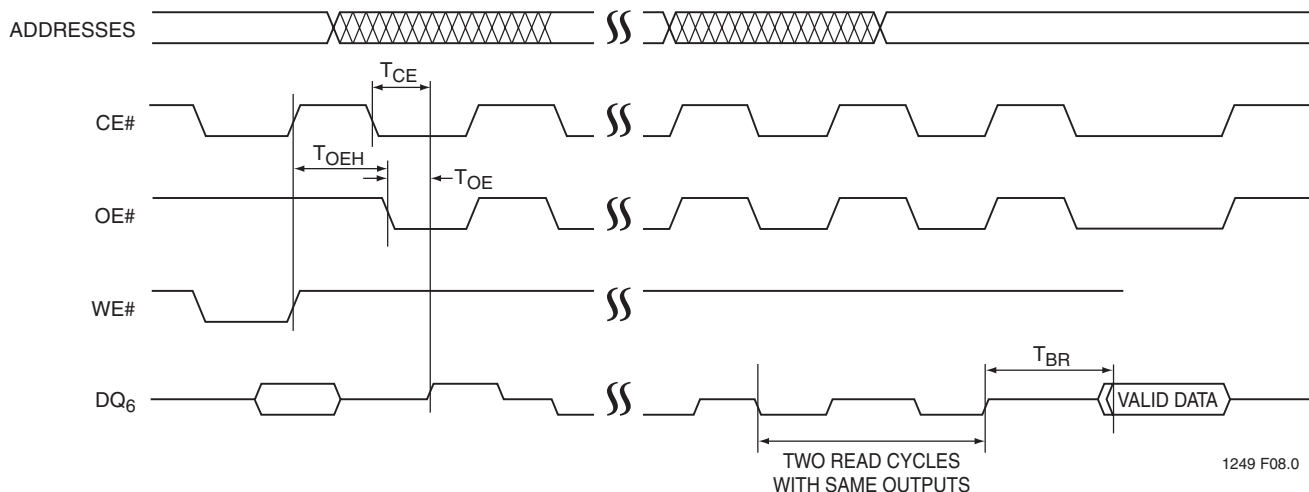 ADDRESSES
TCE
CE#
TOEH
TOE
OE#
WE#
TBR
DQ6
VALID DATA
TWO READ CYCLES
WITH SAME OUTPUTS
1249 F08.0